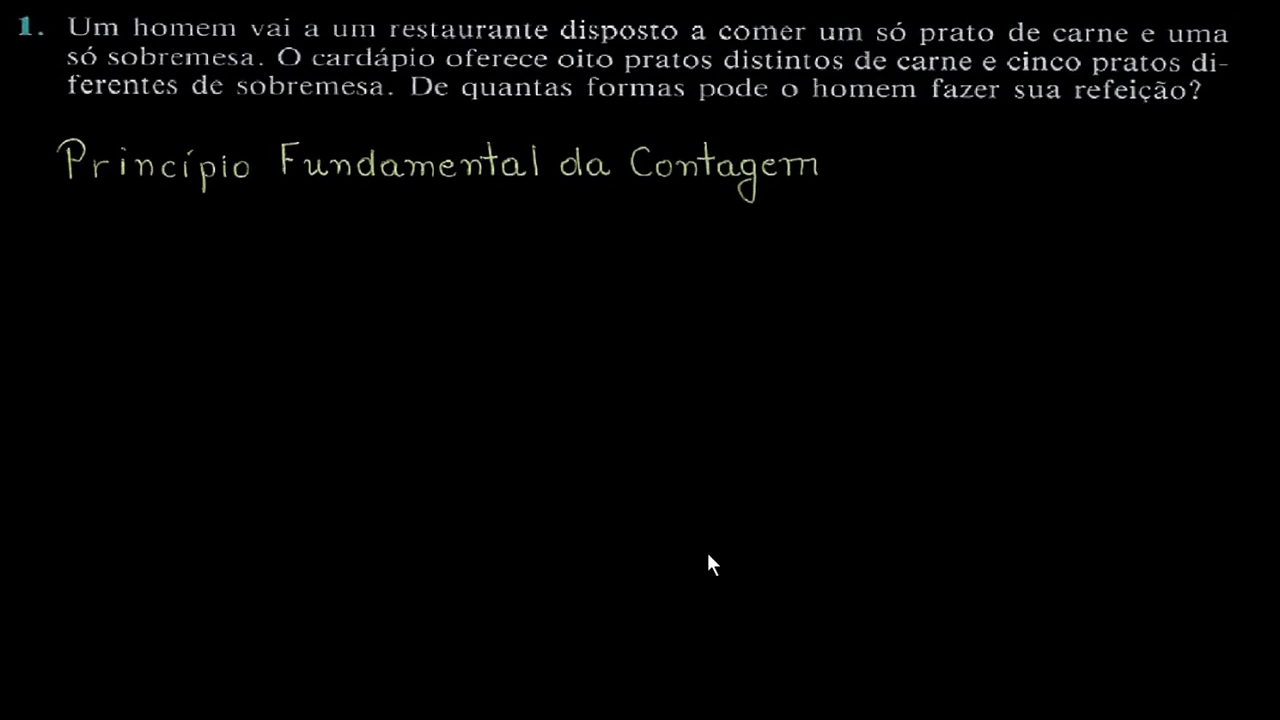 1. Um homem vai a um restaurante disposto a comer um só prato de carne e uma
só sobremesa. O cardápio oferece oito pratos distintos de carne e cinco pratos di-
ferentes de sobremesa. De quantas formas pode o homem fazer sua refeição?
Princípio Fundamental da Contagem